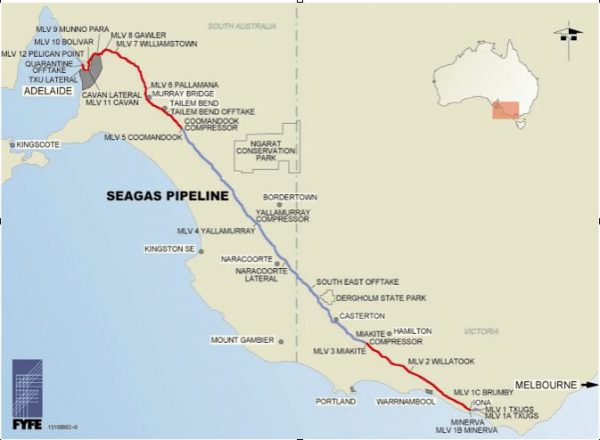 SOUTH AUSTRALIA
MLV 9 MUNNO PARA
MLV 8 GAWLER
MLV 10 BOLIVAR
MLV 7 WILLIAMSTOWN
MLV 12 PELICAN POINT
QUARANTINE
OFFTAKE
TXU LATERAL
ADELAIDE
CAVAN LATERAL
MLV 11 CAVAN
MLV 6 PALLAMANA
MURRAY BRIDGE
TAILEM BEND
TAILEM BEND OFFTAKE
COOMANDOOK
COMPRESSOR
MLV 5 COOMANDOOK
KINGSCOTE
NGARAT
CONSERVATION
PARK
SEAGAS PIPELINE
BORDERTOWN
YALLAMURRAY
COMPRESSOR
MLV 4 YALLAMURRAY
KINGSTON SE
NARACOORTE
NARACOORTE
LATERAL
SOUTH EAST OFFTAKE
DERGHOLM STATE PARK
CASTERTON
HAMILTON
VICTORIA
MIAKITE
COMPRESSOR
MLV 3 MIAKITE
MOUNT GAMBIER
MLV 2 WILLATOOK
MLV 1C BRUMBY
MELBOURNE
PORTLAND
WARRNAMBOOL
IONA
MLV 1 TXUGS
MLV 1A TXUGS
MINERVA
MLV 1B MINERVA
FYFE